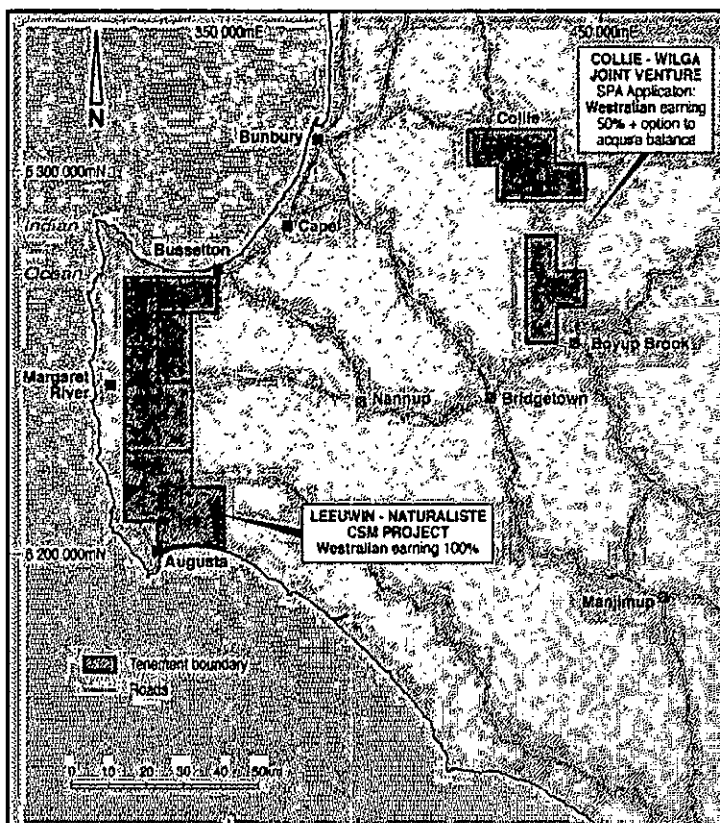 350 000mE
50 000mE
COLLIE - WILGA
JOINT VENTURE
SPA Applicaton:
Westralian earning
50% + option to
acquire balance
N
Collie
Bunbury
6 300 000mN
Indian
Capel
Busselton
Ocean
Boyup Brook
Margaret
River
Nannup
Bridgetown
LEEUWIN - NATURALISTE
CSM PROJECT
Westralian earning 100%
6 200 000mN
Augusta
Manjimup
Tenement boundary
Roads
0 10 20 30 40 50km